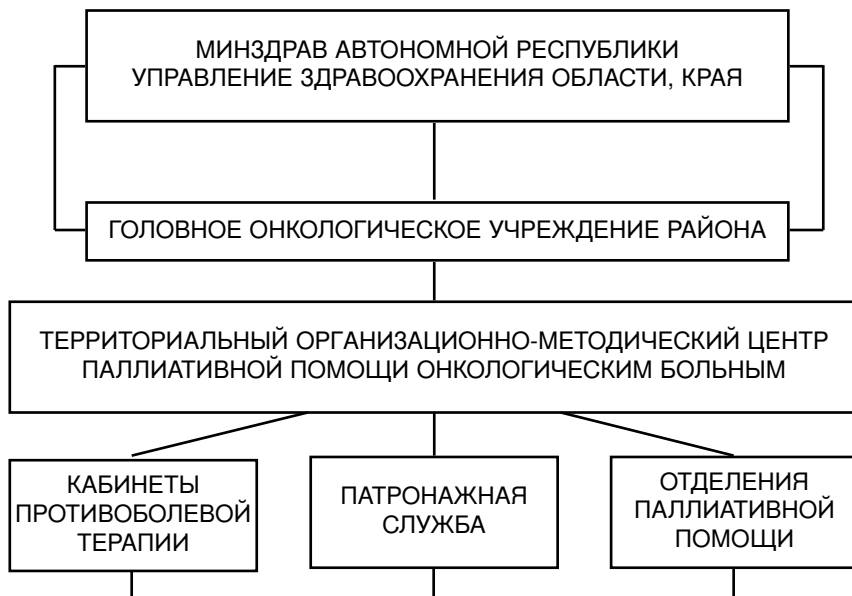 МИНЗДРАВ АВТОНОМНОЙ РЕСПУБЛИКИ
УПРАВЛЕНИЕ ЗДРАВООХРАНЕНИЯ ОБЛАСТИ, КРАЯ
ГОЛОВНОЕ ОНКОЛОГИЧЕСКОЕ УЧРЕЖДЕНИЕ РАЙОНА
ТЕРРИТОРИАЛЬНЫЙ ОРГАНИЗАЦИОННО-МЕТОДИЧЕСКИЙ ЦЕНТР
ПАЛЛИАТИВНОЙ ПОМОЩИ ОНКОЛОГИЧЕСКИМ БОЛЬНЫМ
КАБИНЕТЫ
ПРОТИВОБОЛЕВОЙ
ТЕРАПИИ
ПАТРОНАЖНАЯ
СЛУЖБА
ОТДЕЛЕНИЯ
ПАЛЛИАТИВНОЙ
ПОМОЩИ